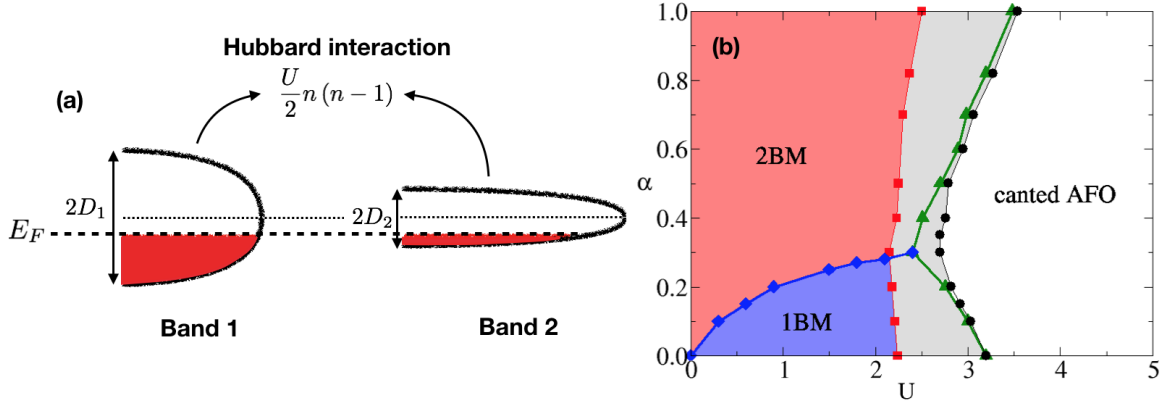 Hubbard interaction
U/2 n (n − 1)
(a)
2D₁
2D₂
E_F
Band 1
Band 2
(b)
1.0
0.8
0.6
α
0.4
0.2
0.0
2BM
canted AFO
1BM
0
1
2
3
4
5
U